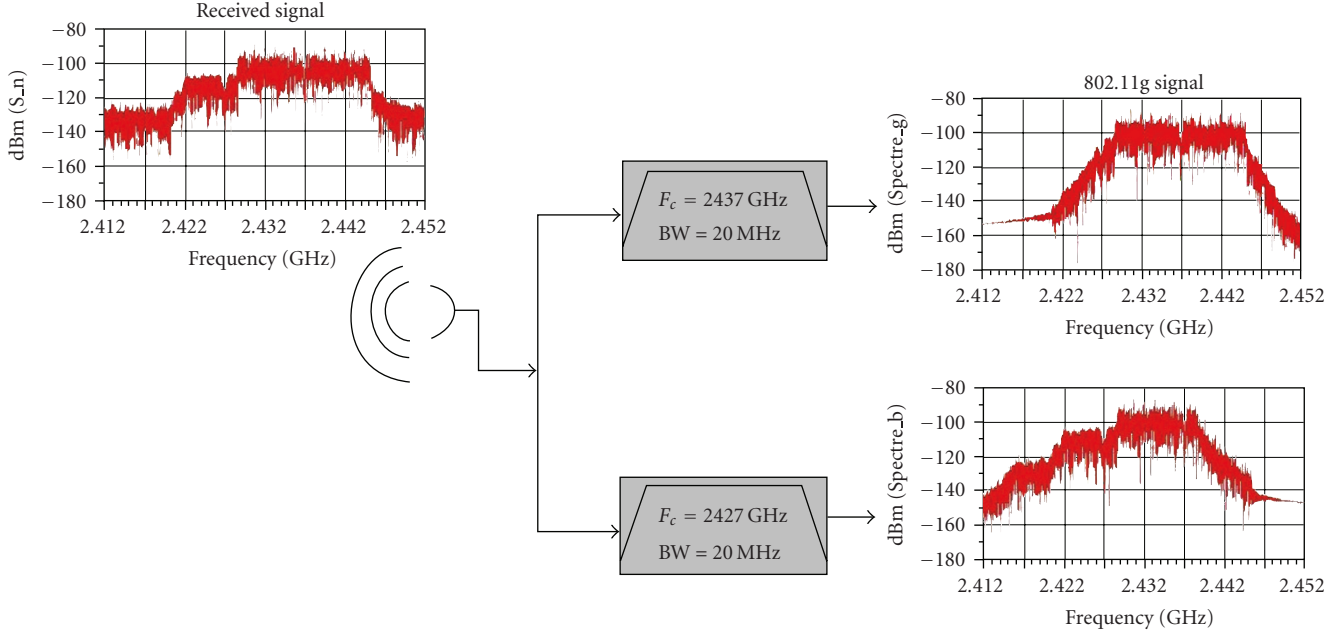 Received signal
−80
−100
−120
−140
−160
−180
dBm (S_n)
2.412
2.422
2.432
2.442
2.452
Frequency (GHz)
F_c = 2437 GHz
BW = 20 MHz
802.11g signal
−80
−100
−120
−140
−160
−180
dBm (Spectre_g)
2.412
2.422
2.432
2.442
2.452
Frequency (GHz)
F_c = 2427 GHz
BW = 20 MHz
−80
−100
−120
−140
−160
−180
dBm (Spectre_b)
2.412
2.422
2.432
2.442
2.452
Frequency (GHz)